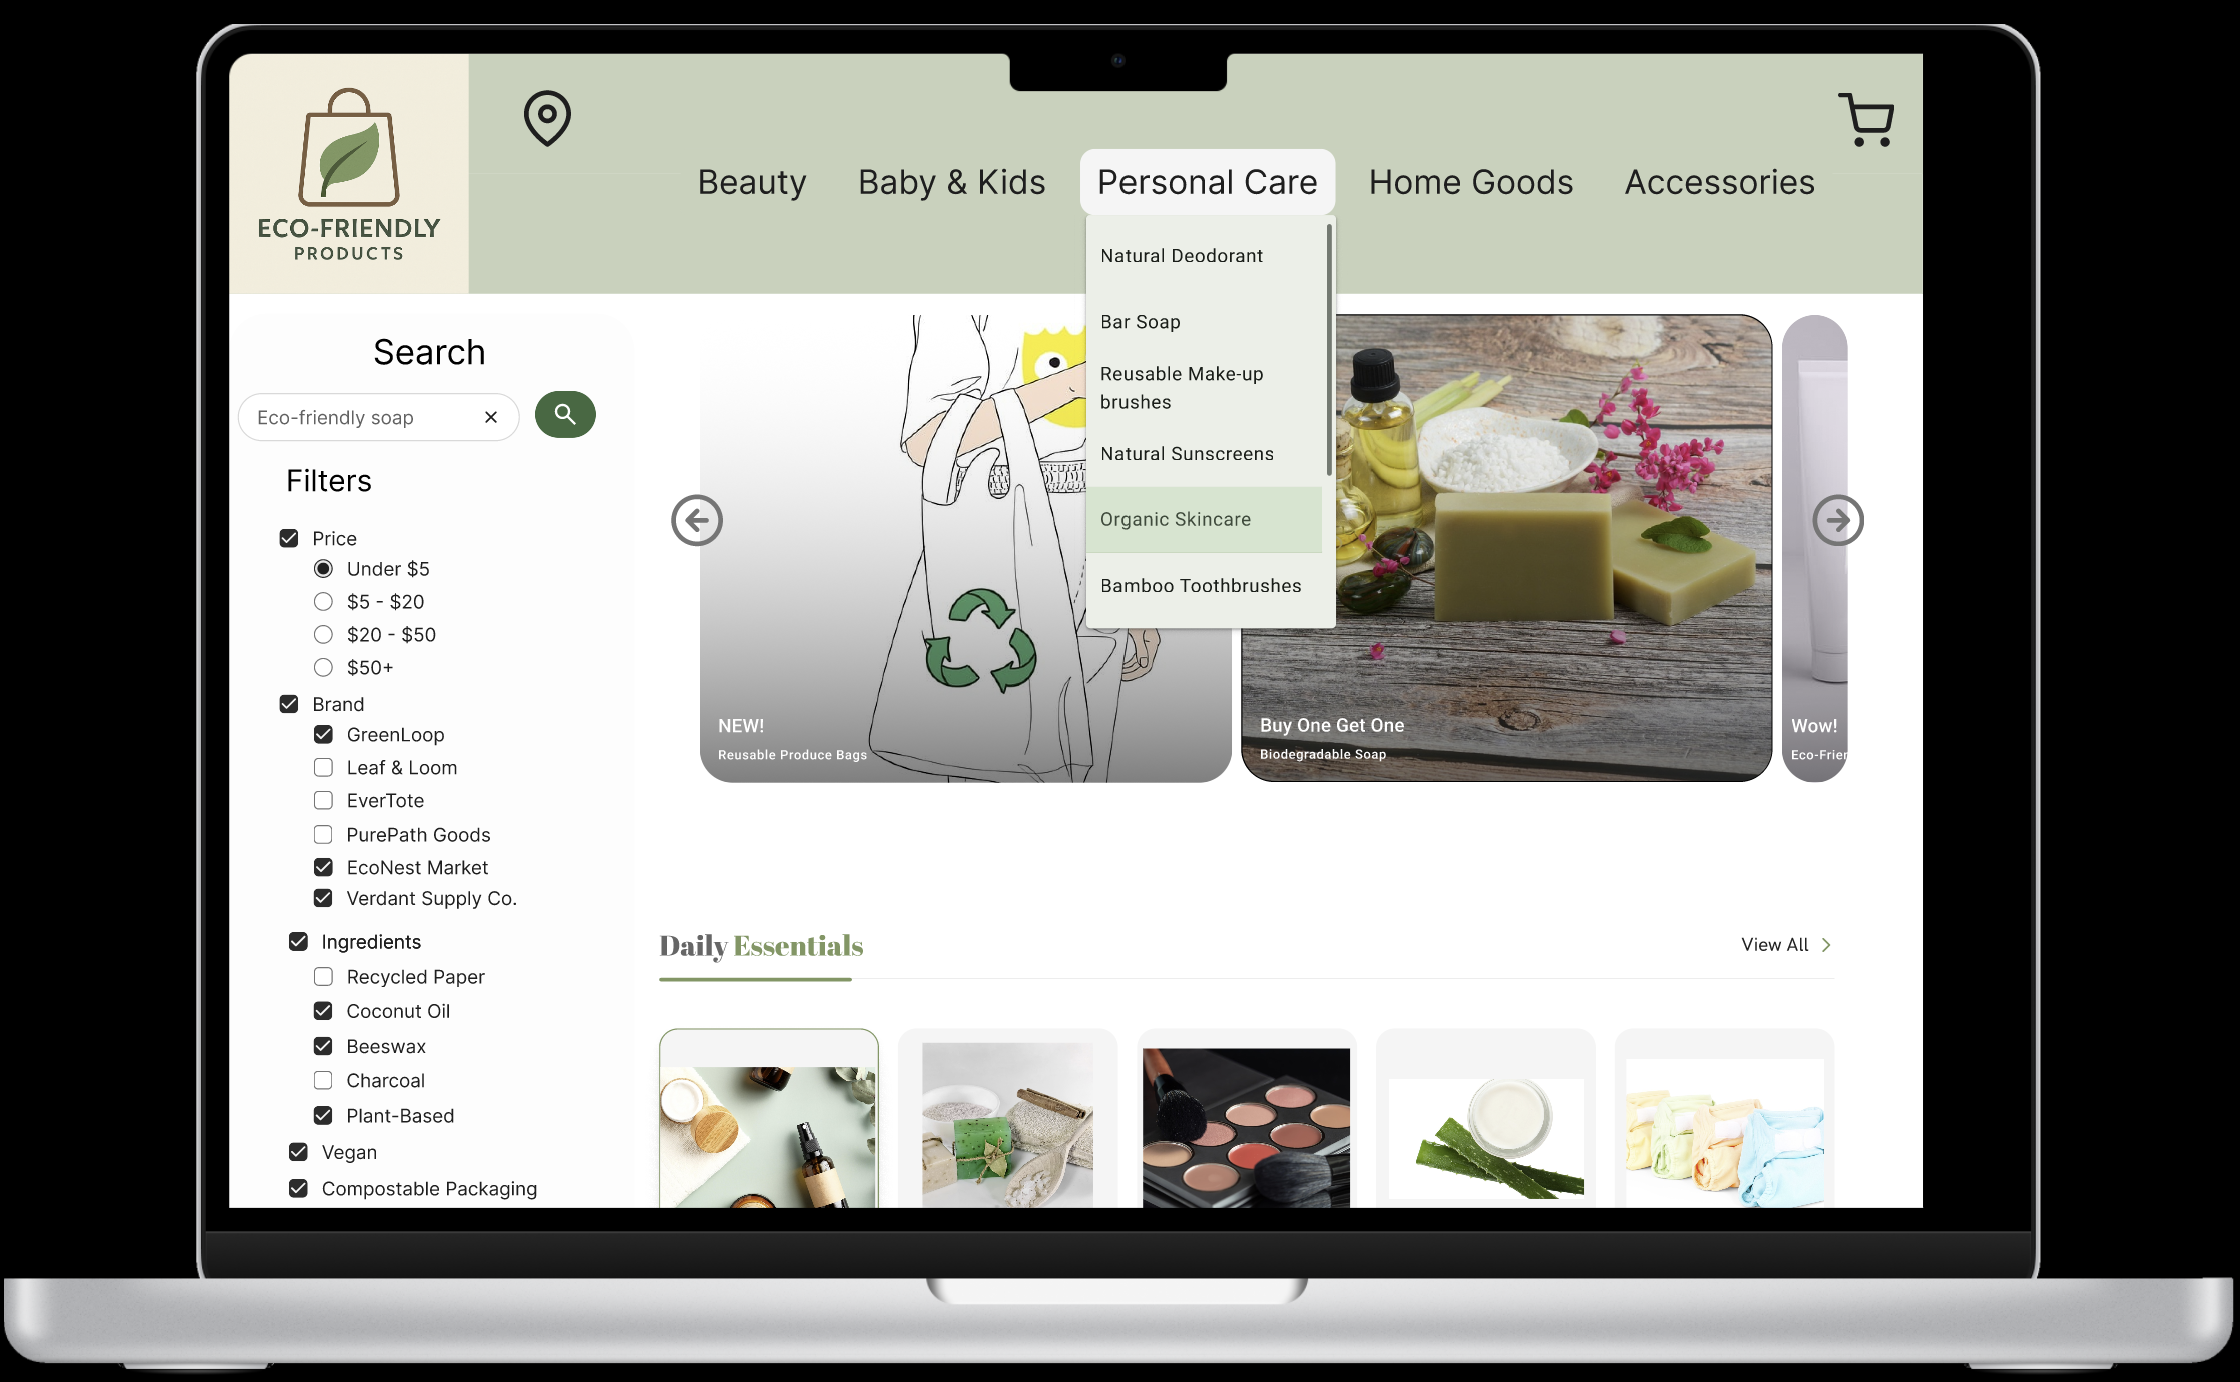 ECO-FRIENDLY
PRODUCTS
Beauty
Baby & Kids
Personal Care
Home Goods
Accessories
Natural Deodorant
Bar Soap
Reusable Make-up
brushes
Natural Sunscreens
Organic Skincare
Bamboo Toothbrushes
Search
Eco-friendly soap
Filters
Price
Under $5
$5 - $20
$20 - $50
$50+
Brand
GreenLoop
Leaf & Loom
EverTote
PurePath Goods
EcoNest Market
Verdant Supply Co.
Ingredients
Recycled Paper
Coconut Oil
Beeswax
Charcoal
Plant-Based
Vegan
Compostable Packaging
NEW!
Reusable Produce Bags
Buy One Get One
Biodegradable Soap
Wow!
Eco-Frier
Daily Essentials
View All